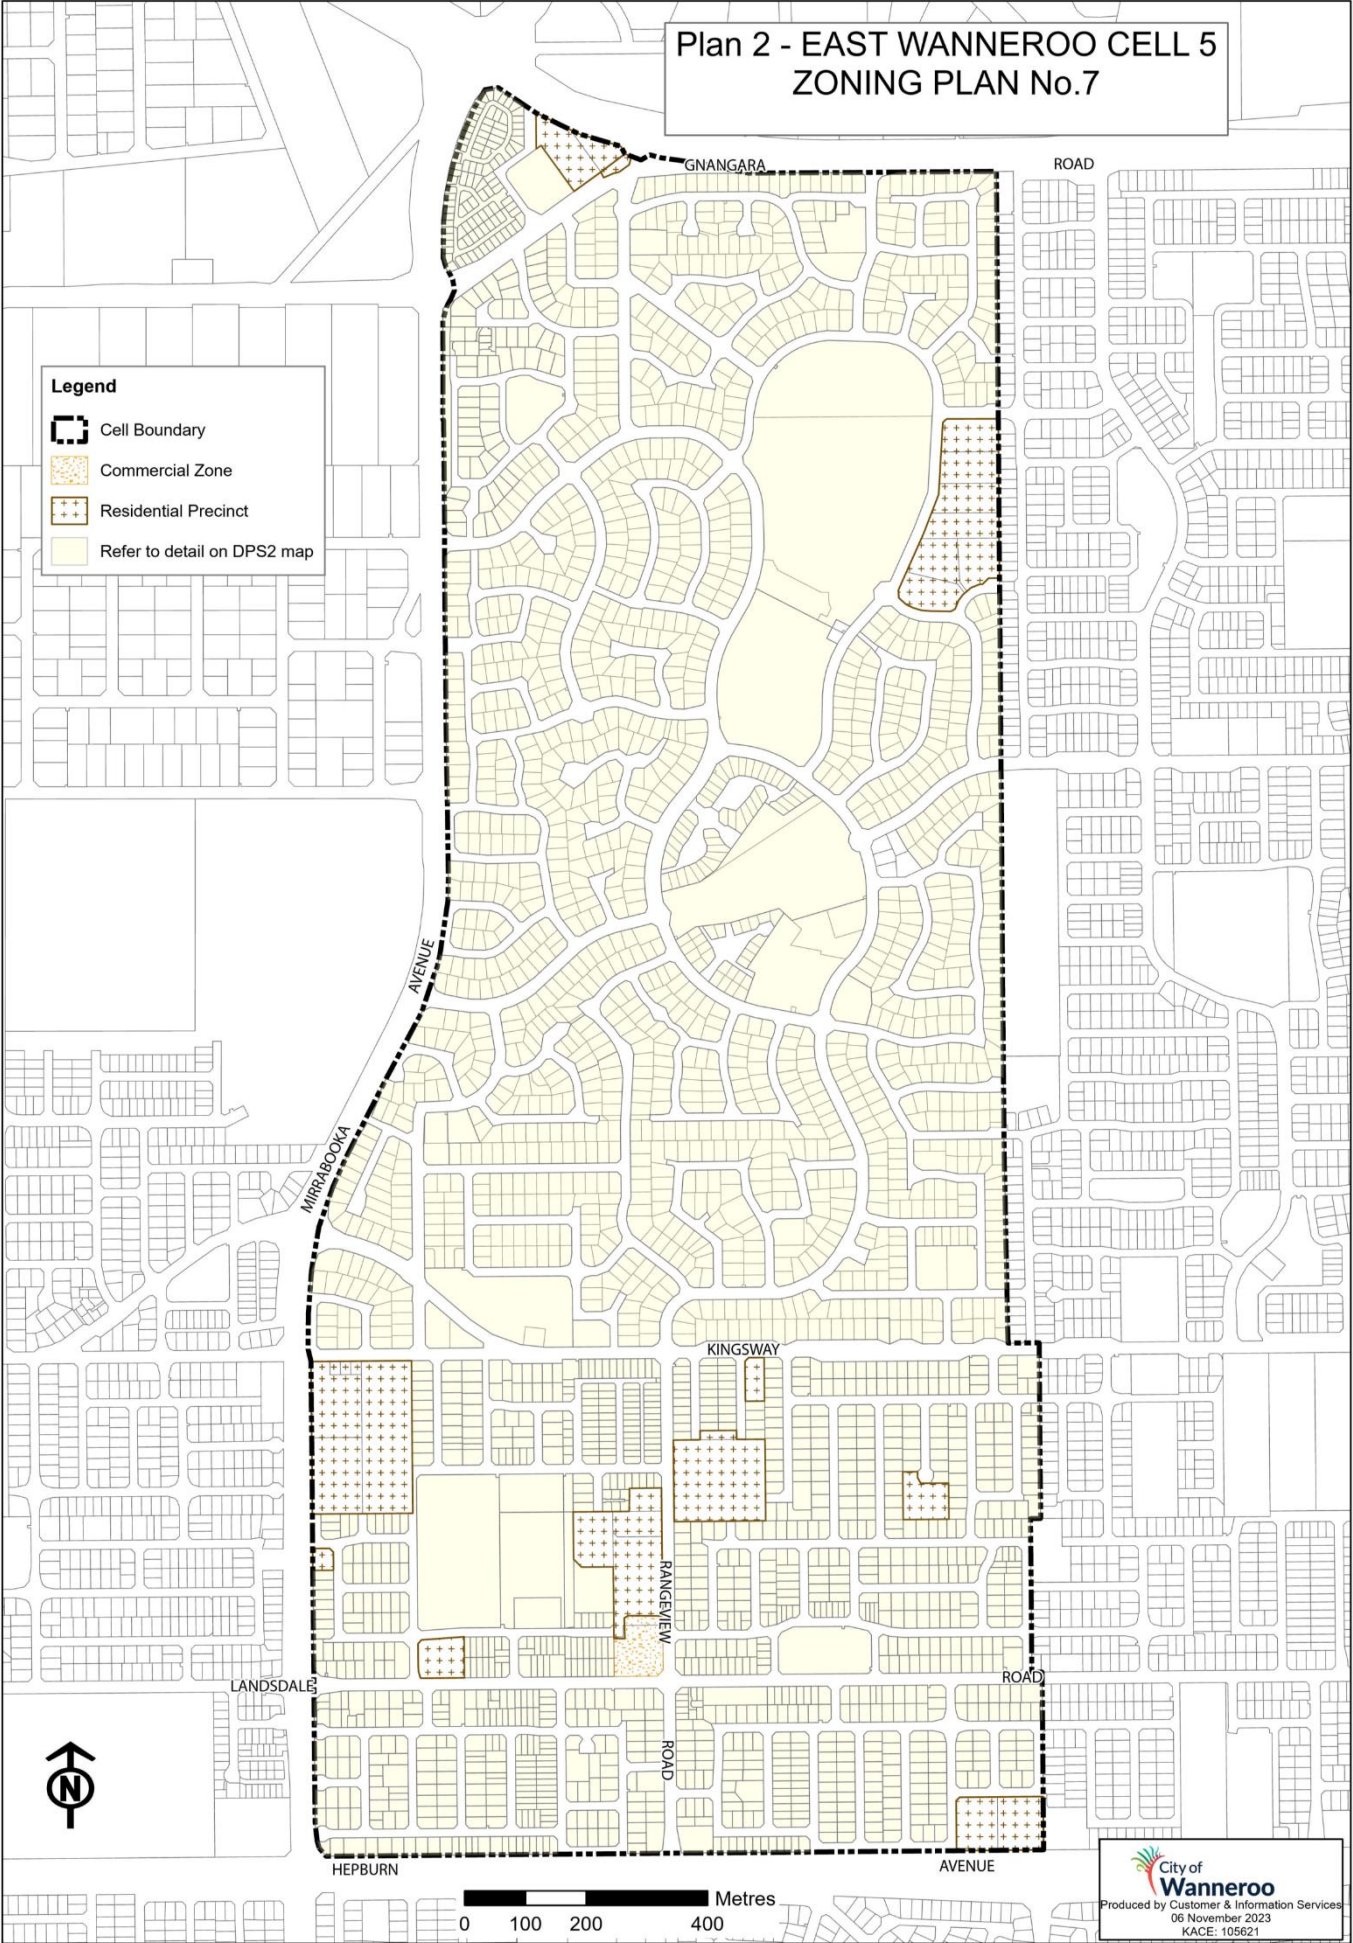 Plan 2 - EAST WANNEROO CELL 5
ZONING PLAN No.7
GNANGARA
ROAD
Legend
Cell Boundary
Commercial Zone
Residential Precinct
Refer to detail on DPS2 map
AVENUE
MIRRABOOKA
KINGSWAY
RANGEVIEW
LANDSDALE
ROAD
ROAD
N
HEPBURN
AVENUE
Metres
0 100 200 400
City of
Wanneroo
Produced by Customer & Information Services
06 November 2023
KACE: 105621